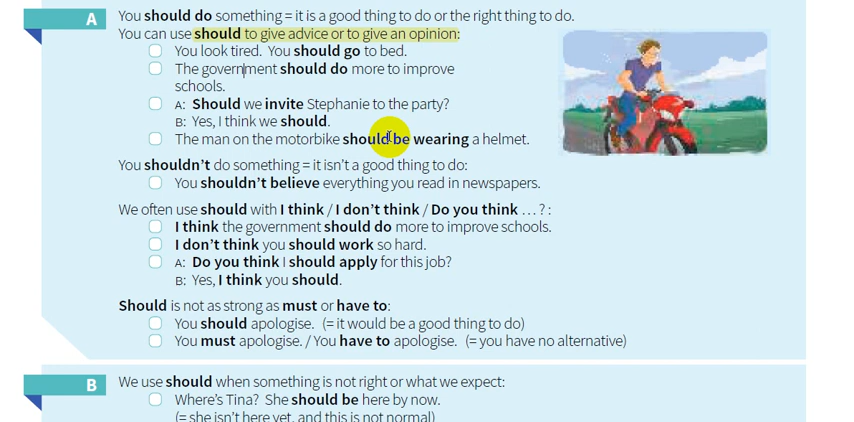 A
You should do something = it is a good thing to do or the right thing to do.
You can use should to give advice or to give an opinion:
You look tired. You should go to bed.
The government should do more to improve
schools.
A: Should we invite Stephanie to the party?
B: Yes, I think we should.
The man on the motorbike should be wearing a helmet.
You shouldn't do something = it isn't a good thing to do:
You shouldn't believe everything you read in newspapers.
We often use should with I think / I don't think / Do you think … ? :
I think the government should do more to improve schools.
I don't think you should work so hard.
A: Do you think I should apply for this job?
B: Yes, I think you should.
Should is not as strong as must or have to:
You should apologise. (= it would be a good thing to do)
You must apologise. / You have to apologise. (= you have no alternative)
B
We use should when something is not right or what we expect:
Where's Tina? She should be here by now.
(= she isn't here yet, and this is not normal)